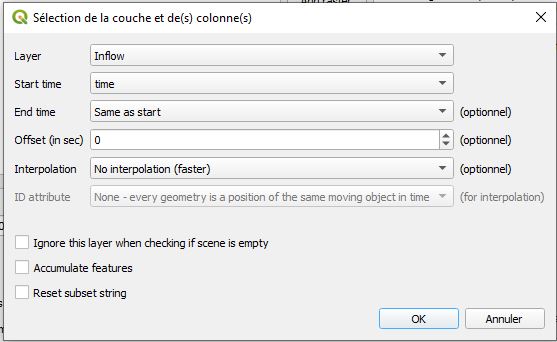 Sélection de la couche et de(s) colonne(s)
Layer Inflow
Start time time
End time Same as start (optionnel)
Offset (in sec) 0 (optionnel)
Interpolation No interpolation (faster) (optionnel)
ID attribute None - every geometry is a position of the same moving object in time (for interpolation)
Ignore this layer when checking if scene is empty
Accumulate features
Reset subset string
OK Annuler